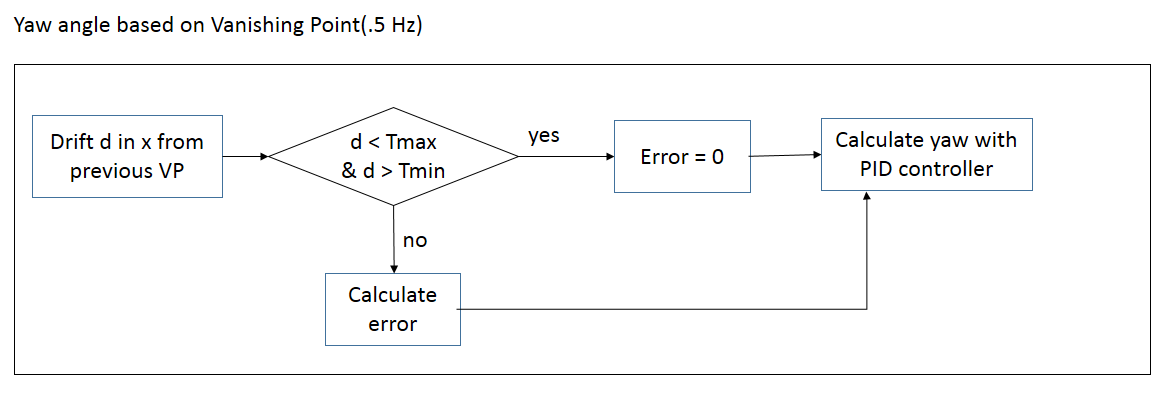 Yaw angle based on Vanishing Point(.5 Hz)
Drift d in x from
previous VP
d < Tmax
& d > Tmin
yes
Error = 0
Calculate yaw with
PID controller
no
Calculate
error